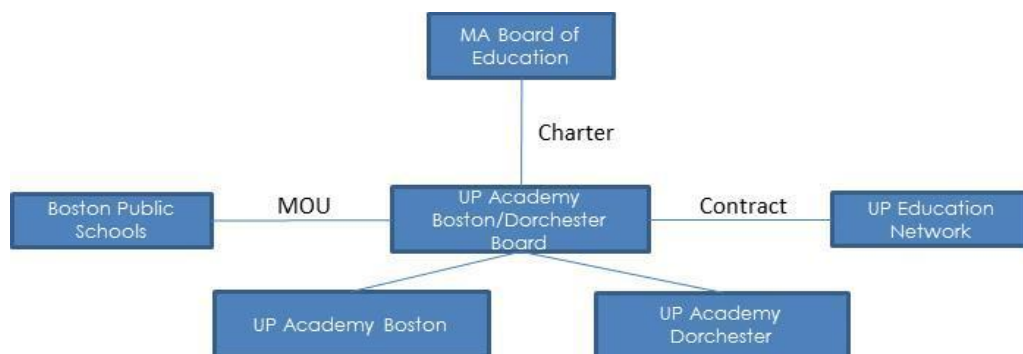 MA Board of
Education
Charter
Boston Public
Schools
MOU
UP Academy
Boston/Dorchester
Board
Contract
UP Education
Network
UP Academy Boston
UP Academy
Dorchester